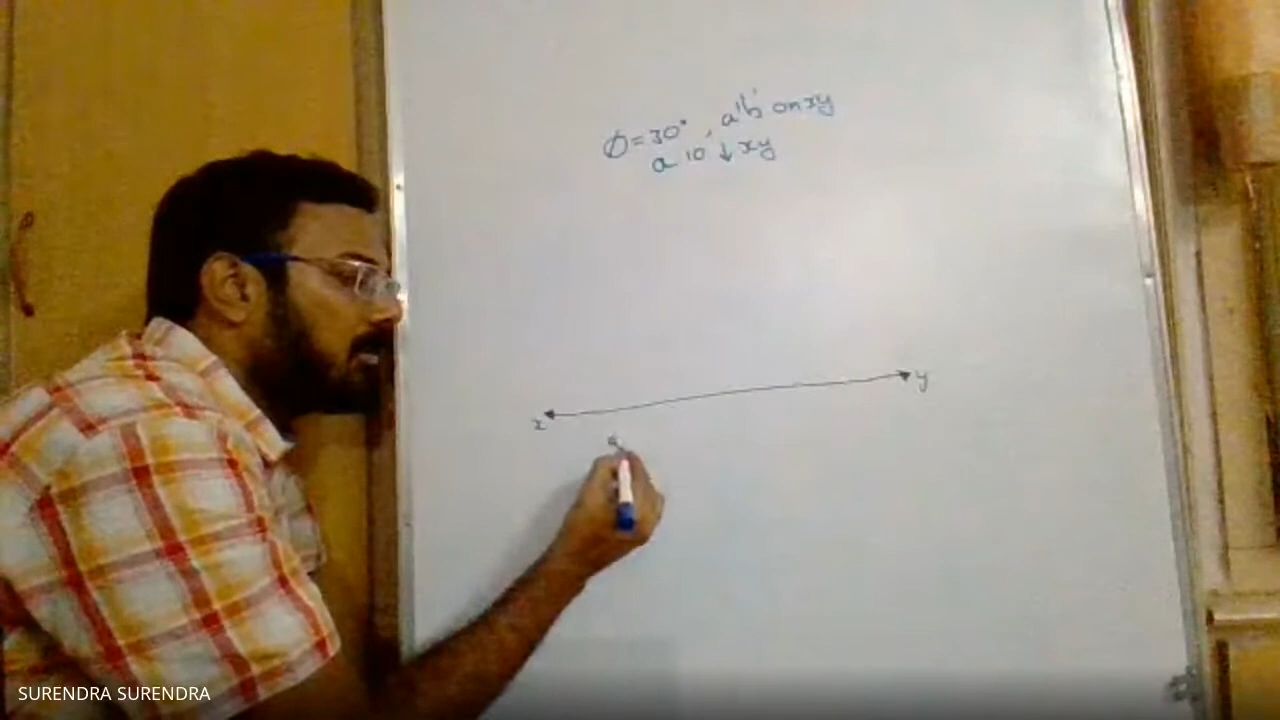 Ø=30°, a'b' on xy
a 10 ↓ xy
x
y
a
SURENDRA SURENDRA